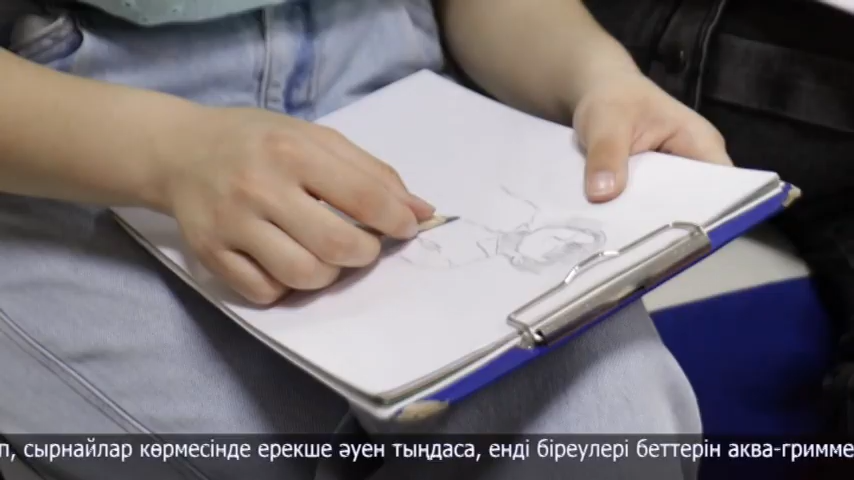 п, сырнайлар көрмесінде ерекше әуен тыңдаса, енді біреулері беттерін аква-гримме